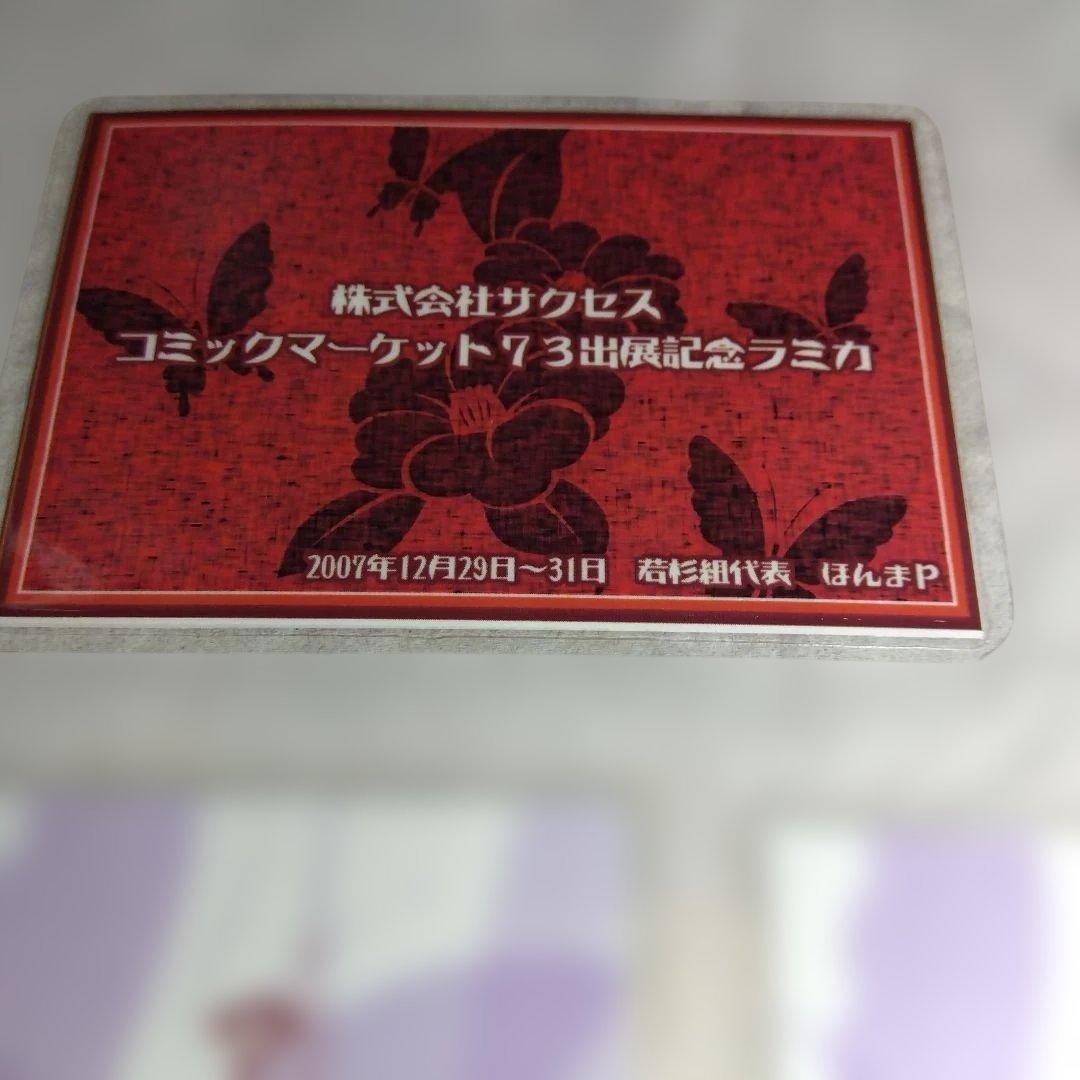 株式会社サクセス
コミックマーケット73出展記念ラミカ
2007年12月29日～31日　若杉組代表　ほんまP